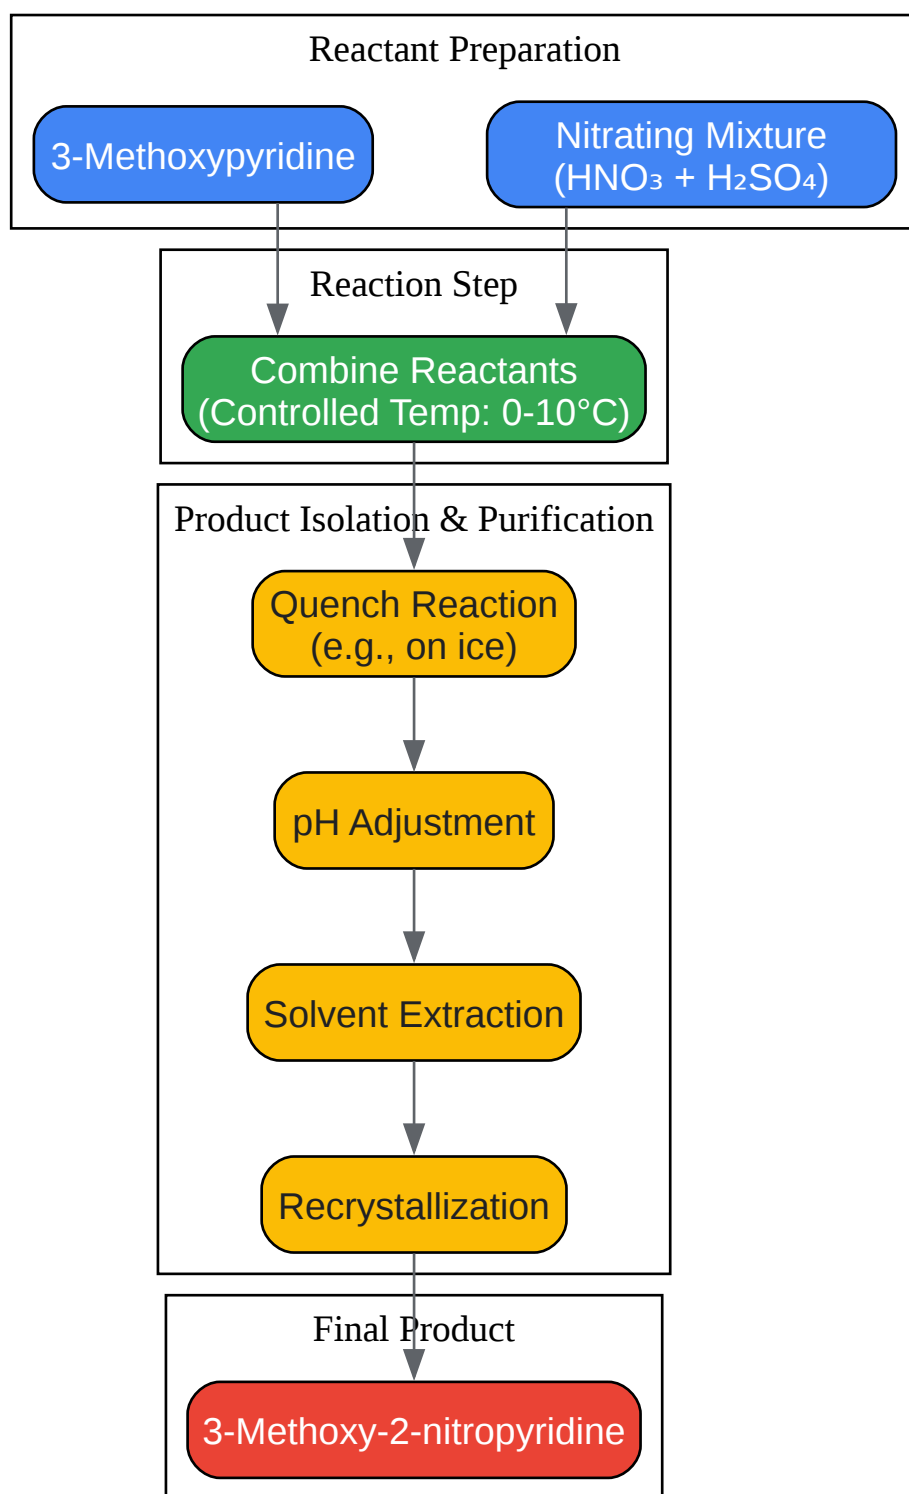 Reactant Preparation
3-Methoxypyridine
Nitrating Mixture
(HNO₃ + H₂SO₄)
Reaction Step
Combine Reactants
(Controlled Temp: 0-10°C)
Product Isolation & Purification
Quench Reaction
(e.g., on ice)
pH Adjustment
Solvent Extraction
Recrystallization
Final Product
3-Methoxy-2-nitropyridine